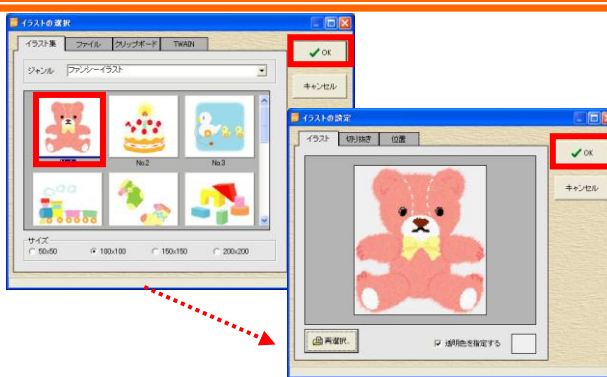 イラストの選択
イラスト集 ファイル クリップボード TWAIN
OK
キャンセル
ジャンル ファンシーイラスト
No.2 No.3
サイズ
50x50 100x100 150x150 200x200
イラストの設定
イラスト 切り抜き 位置
OK
キャンセル
再選択...
透明色を指定する